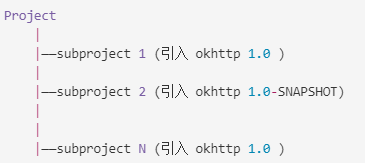 Project
|
|——subproject 1 (引入 okhttp 1.0 )
|
|——subproject 2 (引入 okhttp 1.0-SNAPSHOT)
|
|
|——subproject N (引入 okhttp 1.0 )